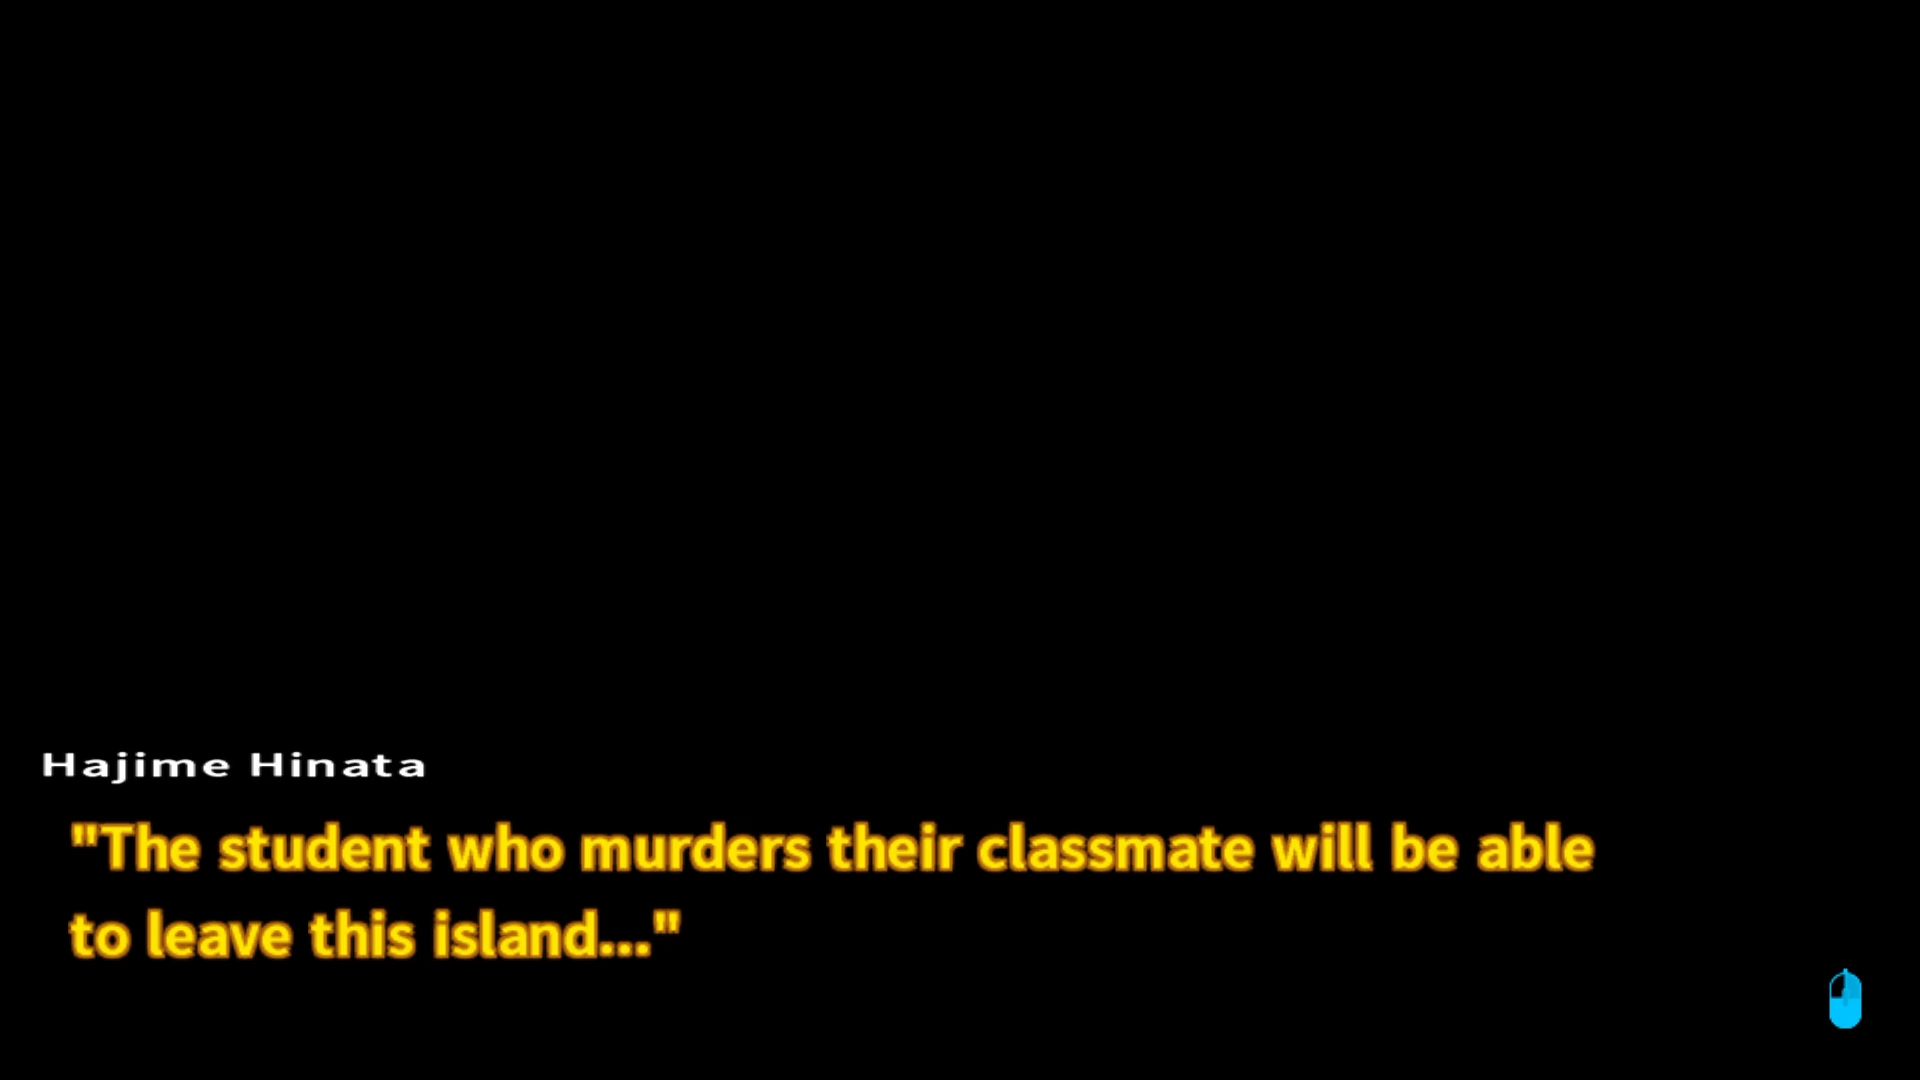 Hajime Hinata
"The student who murders their classmate will be able
to leave this island..."